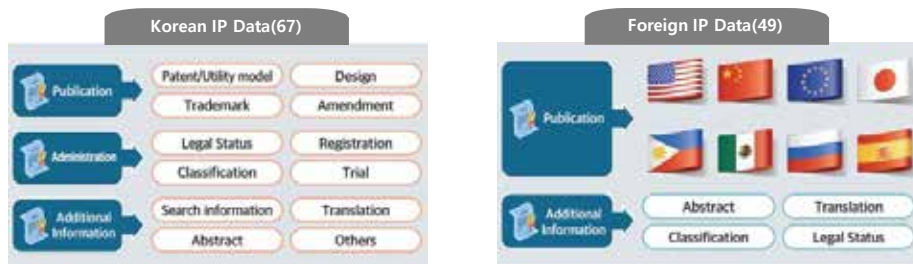 Korean IP Data(67)
Publication
Patent/Utility model
Design
Trademark
Amendment
Administration
Legal Status
Registration
Classification
Trial
Additional
Information
Search information
Translation
Abstract
Others
Foreign IP Data(49)
Publication
Additional
Information
Abstract
Translation
Classification
Legal Status